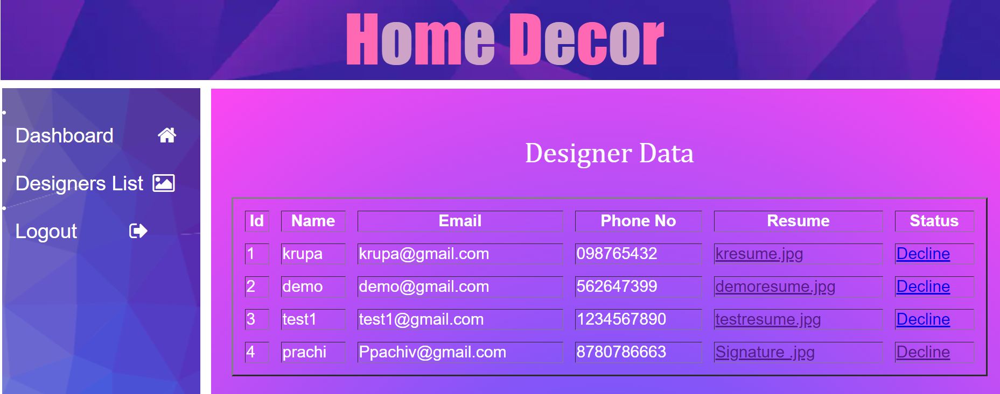 Home Decor
Dashboard
Designers List
Logout
Designer Data
Id Name Email Phone No Resume Status
1 krupa krupa@gmail.com 098765432 kresume.jpg Decline
2 demo demo@gmail.com 562647399 demoresume.jpg Decline
3 test1 test1@gmail.com 1234567890 testresume.jpg Decline
4 prachi Ppachiv@gmail.com 8780786663 Signature .jpg Decline